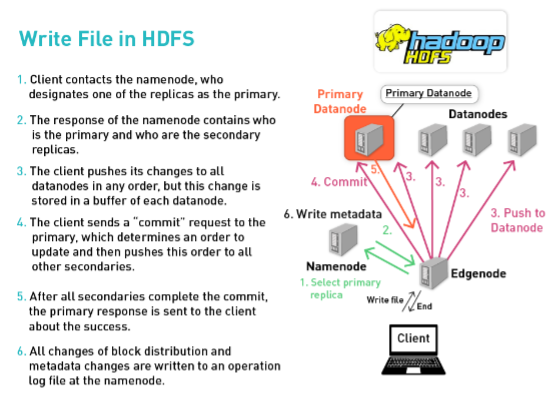 Write File in HDFS
hadoop
HDFS
1. Client contacts the namenode, who
designates one of the replicas as the primary.
2. The response of the namenode contains who
is the primary and who are the secondary
replicas.
3. The client pushes its changes to all
datanodes in any order, but this change is
stored in a buffer of each datanode.
4. The client sends a “commit” request to the
primary, which determines an order to
update and then pushes this order to all
other secondaries.
5. After all secondaries complete the commit,
the primary response is sent to the client
about the success.
6. All changes of block distribution and
metadata changes are written to an operation
log file at the namenode.
Primary
Datanode
Primary Datanode
Datanodes
5.
4. Commit
3.
3.
3.
3. Push to
Datanode
6. Write metadata
2.
Namenode
Edgenode
1. Select primary
replica
Write file
End
Client